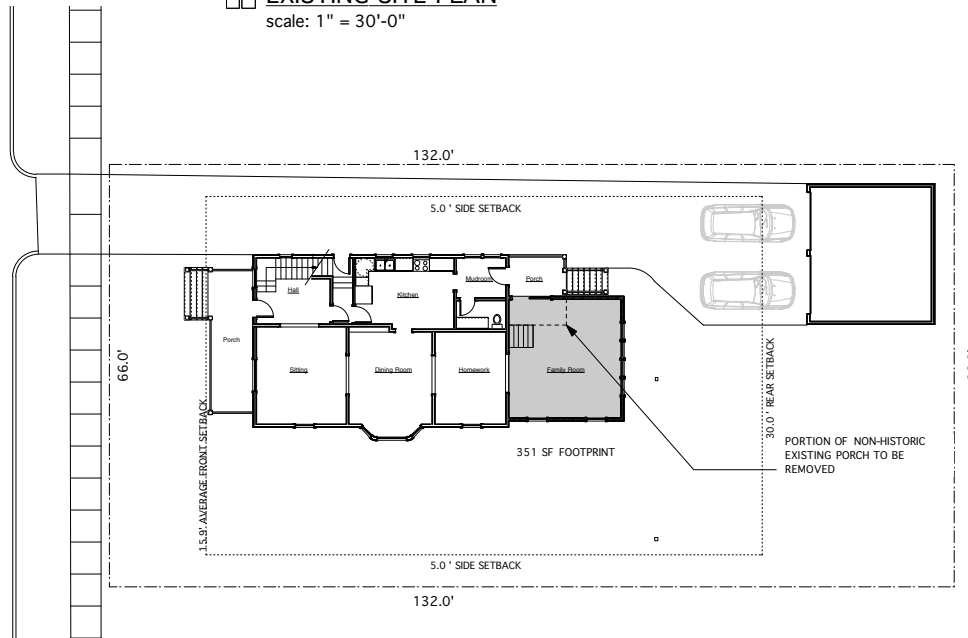 EXISTING SITE PLAN
scale: 1" = 30'-0"
132.0'
5.0 ' SIDE SETBACK
Mudroom
Porch
Hall
Kitchen
Porch
66.0'
Sitting
Dining Room
Homework
Family Room
30.0 ' REAR SETBACK
15.9' AVERAGE FRONT SETBACK
351 SF FOOTPRINT
PORTION OF NON-HISTORIC
EXISTING PORCH TO BE
REMOVED
5.0 ' SIDE SETBACK
132.0'